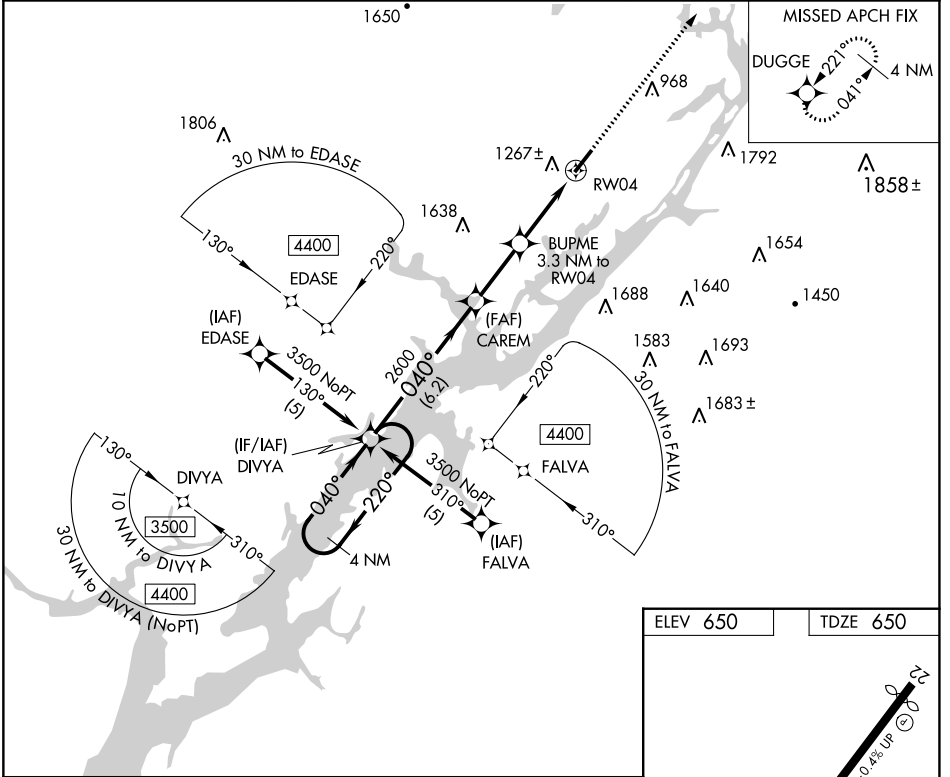 1650
MISSED APCH FIX
DUGGE
221°
041°
4 NM
968
1806
30 NM to EDASE
1267±
RW04
1792
1858±
130°
4400
220°
EDASE
1638
BUPME
3.3 NM to
RW04
1654
1688
1640
1450
(IAF)
EDASE
3500 NoPT
130°
(5)
2600
040°
(6.2)
(FAF)
CAREM
1583
1693
1683±
220°
30 NM to FALVA
4400
FALVA
310°
(IF/IAF)
DIVYA
040°
220°
4 NM
3500 NoPT
310°
(5)
(IAF)
FALVA
130°
DIVYA
10 NM to DIVYA
3500
310°
30 NM to DIVYA (NoPT)
4400
ELEV 650
TDZE 650
22
P
0.4% UP